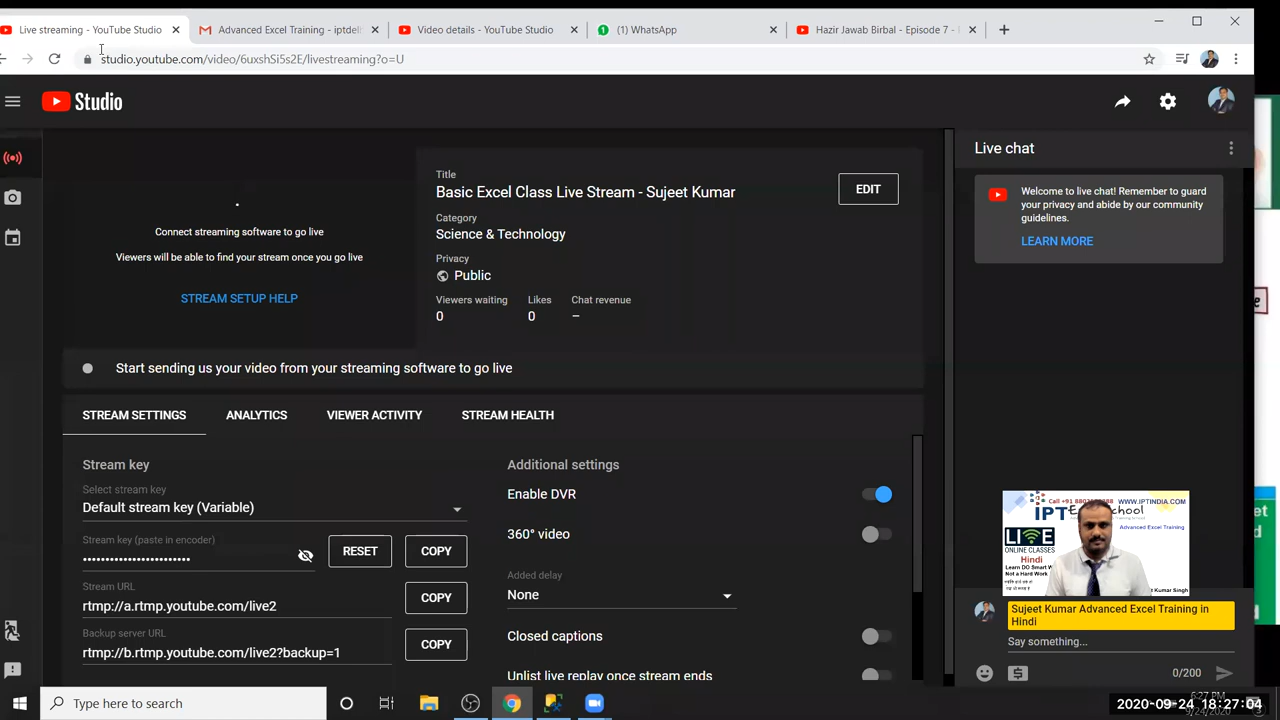 Live streaming - YouTube Studio
Advanced Excel Training - iptdel
Video details - YouTube Studio
(1) WhatsApp
Hazir Jawab Birbal - Episode 7 -
studio.youtube.com/video/6uxshSi5s2E/livestreaming?o=U
Studio
Connect streaming software to go live
Viewers will be able to find your stream once you go live
STREAM SETUP HELP
Title
Basic Excel Class Live Stream - Sujeet Kumar
EDIT
Category
Science & Technology
Privacy
Public
Viewers waiting
Likes
Chat revenue
0
0
–
Start sending us your video from your streaming software to go live
STREAM SETTINGS
ANALYTICS
VIEWER ACTIVITY
STREAM HEALTH
Stream key
Select stream key
Default stream key (Variable)
Stream key (paste in encoder)
••••••••••••••••••••••••
RESET
COPY
Stream URL
rtmp://a.rtmp.youtube.com/live2
COPY
Backup server URL
rtmp://b.rtmp.youtube.com/live2?backup=1
COPY
Additional settings
Enable DVR
360° video
Added delay
None
Closed captions
Unlist live replay once stream ends
Live chat
Welcome to live chat! Remember to guard
your privacy and abide by our community
guidelines.
LEARN MORE
WWW.IPTINDIA.COM
Advanced Excel Training
LIVE
ONLINE CLASSES
Hindi
Learn DO Smart W
Not a Hard Work
t Kumar Singh
Sujeet Kumar Advanced Excel Training in
Hindi
Say something...
0/200
Type here to search
2020-09-24 18:27:04